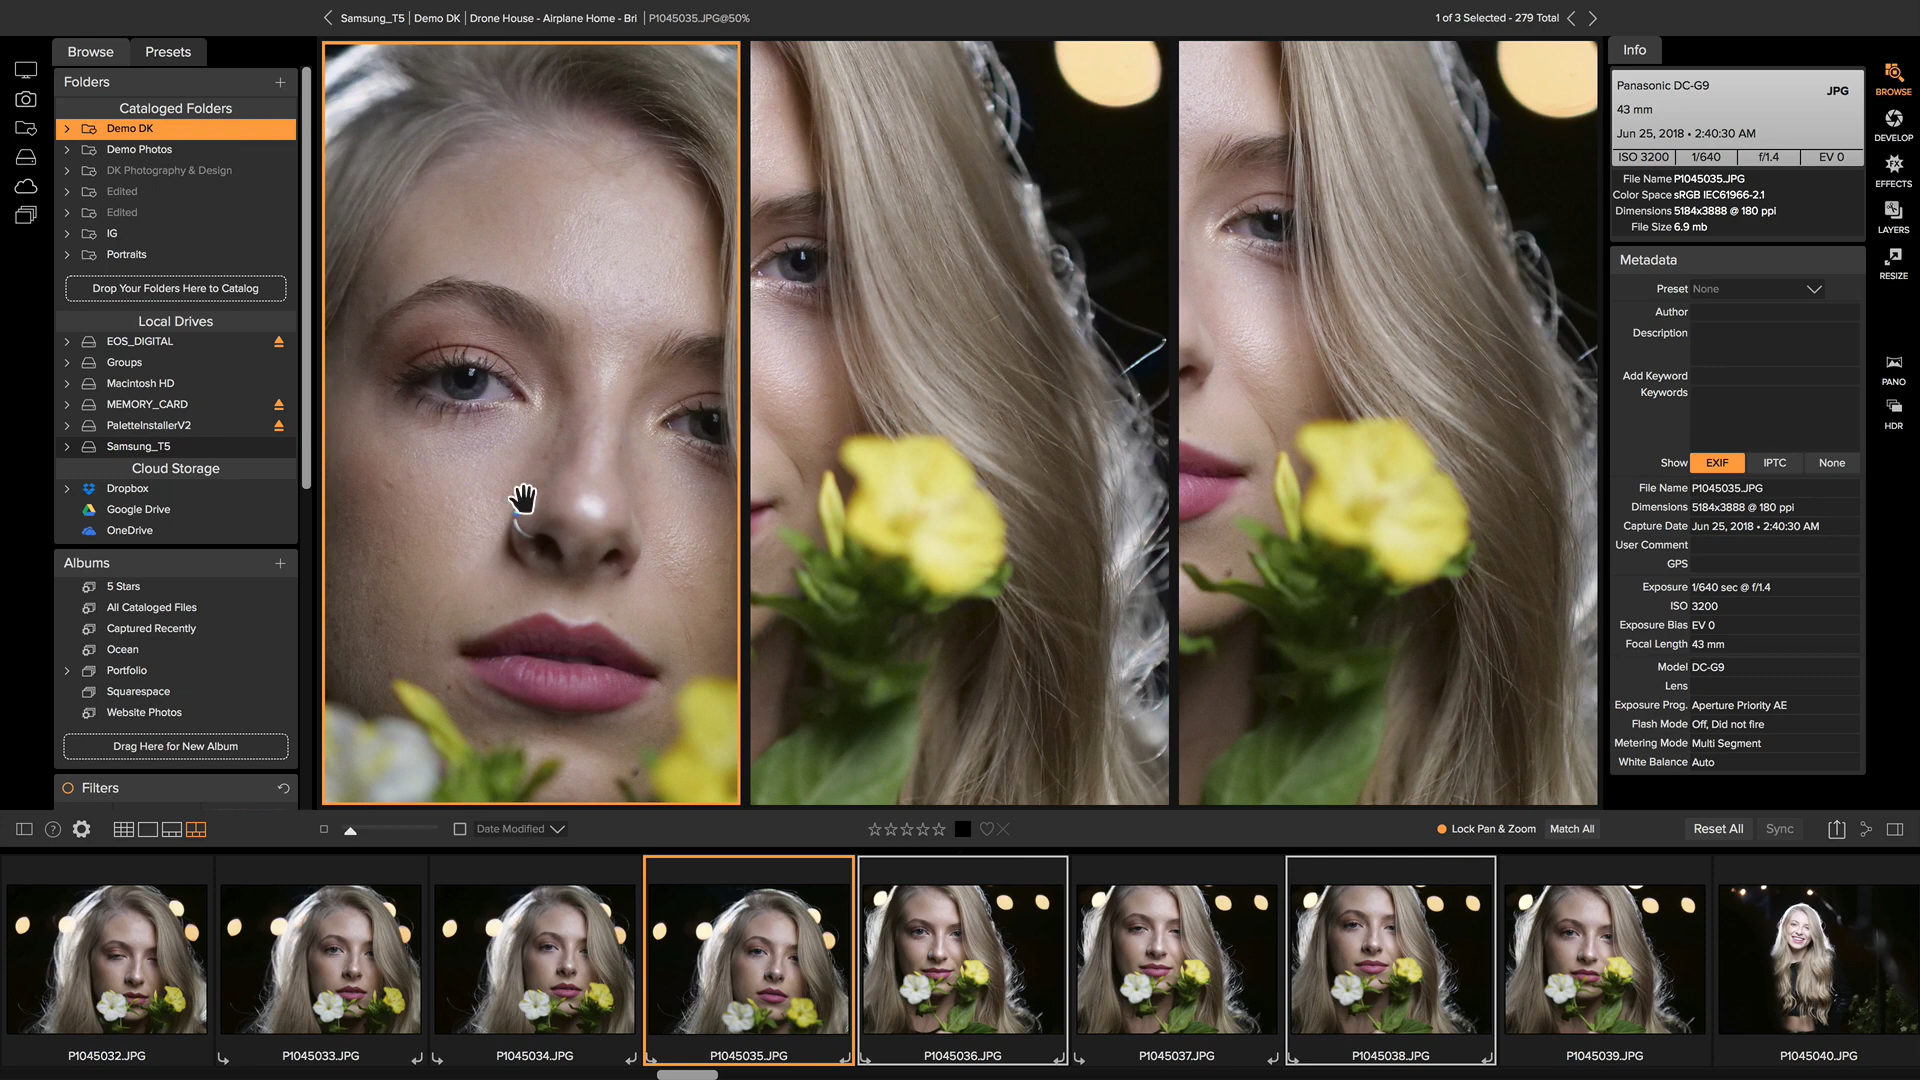 Samsung_T5 | Demo DK | Drone House - Airplane Home - Bri | P1045035.JPG@50%
1 of 3 Selected - 279 Total
Browse
Presets
Folders
Cataloged Folders
Demo DK
Demo Photos
DK Photography & Design
Edited
Edited
IG
Portraits
Drop Your Folders Here to Catalog
Local Drives
EOS_DIGITAL
Groups
Macintosh HD
MEMORY_CARD
PaletteInstallerV2
Samsung_T5
Cloud Storage
Dropbox
Google Drive
OneDrive
Albums
5 Stars
All Cataloged Files
Captured Recently
Ocean
Portfolio
Squarespace
Website Photos
Drag Here for New Album
Filters
Info
Panasonic DC-G9
JPG
43 mm
Jun 25, 2018 • 2:40:30 AM
ISO 3200 1/640 f/1.4 EV 0
File Name P1045035.JPG
Color Space sRGB IEC61966-2.1
Dimensions 5184x3888 @ 180 ppi
File Size 6.9 mb
Metadata
Preset None
Author
Description
Add Keyword
Keywords
Show EXIF IPTC None
File Name P1045035.JPG
Dimensions 5184x3888 @ 180 ppi
Capture Date Jun 25, 2018 • 2:40:30 AM
User Comment
GPS
Exposure 1/640 sec @ f/1.4
ISO 3200
Exposure Bias EV 0
Focal Length 43 mm
Model DC-G9
Lens
Exposure Prog. Aperture Priority AE
Flash Mode Off, Did not fire
Metering Mode Multi Segment
White Balance Auto
BROWSE
DEVELOP
FX
EFFECTS
LAYERS
RESIZE
PANO
HDR
?
Date Modified
Lock Pan & Zoom
Match All
Reset All
Sync
P1045032.JPG
P1045033.JPG
P1045034.JPG
P1045035.JPG
P1045036.JPG
P1045037.JPG
P1045038.JPG
P1045039.JPG
P1045040.JPG